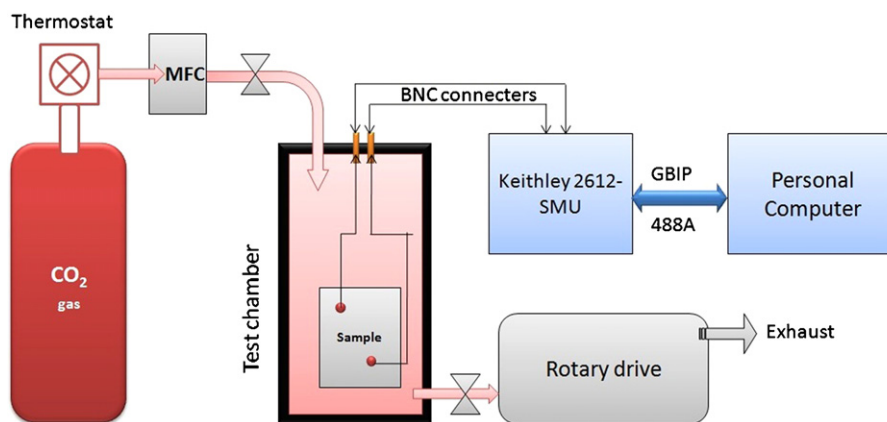 Thermostat
MFC
BNC connecters
Keithley 2612-
SMU
GBIP
488A
Personal
Computer
CO₂
gas
Test chamber
Sample
Rotary drive
Exhaust